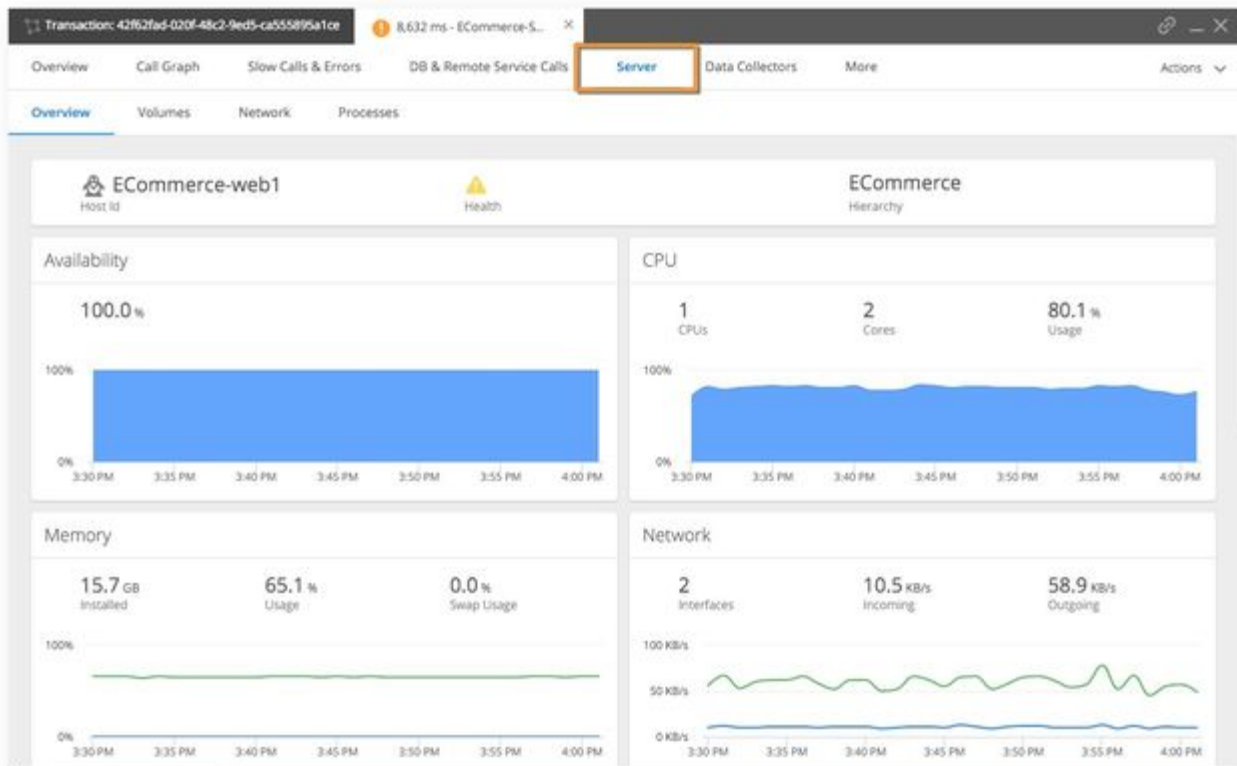 Transaction: 42f62fad-020f-48c2-9ed5-ca555895a1ce 8,632 ms - ECommerce-S...
Overview Call Graph Slow Calls & Errors DB & Remote Service Calls Server Data Collectors More Actions
Overview Volumes Network Processes
ECommerce-web1 ECommerce
Host Id Health Hierarchy
Availability
100.0 %
100%
0%
3:30 PM 3:35 PM 3:40 PM 3:45 PM 3:50 PM 3:55 PM 4:00 PM
CPU
1 2 80.1 %
CPUs Cores Usage
100%
0%
3:30 PM 3:35 PM 3:40 PM 3:45 PM 3:50 PM 3:55 PM 4:00 PM
Memory
15.7 GB 65.1 % 0.0 %
Installed Usage Swap Usage
100%
0%
3:30 PM 3:35 PM 3:40 PM 3:45 PM 3:50 PM 3:55 PM 4:00 PM
Network
2 10.5 KB/s 58.9 KB/s
Interfaces Incoming Outgoing
100 KB/s
50 KB/s
0 KB/s
3:30 PM 3:35 PM 3:40 PM 3:45 PM 3:50 PM 3:55 PM 4:00 PM